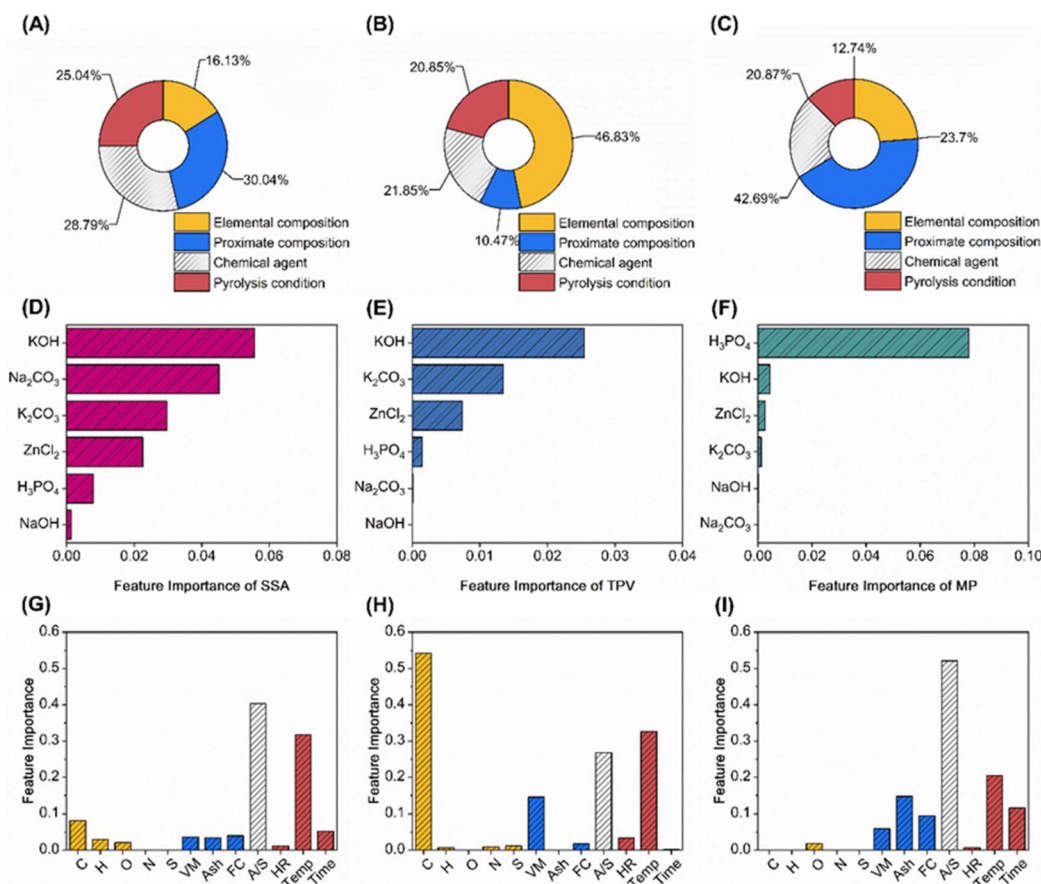 (A)
25.04%
16.13%
30.04%
28.79%
Elemental composition
Proximate composition
Chemical agent
Pyrolysis condition
(B)
20.85%
46.83%
21.85%
10.47%
Elemental composition
Proximate composition
Chemical agent
Pyrolysis condition
(C)
12.74%
20.87%
23.7%
42.69%
Elemental composition
Proximate composition
Chemical agent
Pyrolysis condition
(D)
KOH
Na₂CO₃
K₂CO₃
ZnCl₂
H₃PO₄
NaOH
0.00 0.02 0.04 0.06 0.08
Feature Importance of SSA
(E)
KOH
K₂CO₃
ZnCl₂
H₃PO₄
Na₂CO₃
NaOH
0.00 0.01 0.02 0.03 0.04
Feature Importance of TPV
(F)
H₃PO₄
KOH
ZnCl₂
K₂CO₃
NaOH
Na₂CO₃
0.00 0.02 0.04 0.06 0.08 0.10
Feature Importance of MP
(G)
Feature Importance
0.6
0.5
0.4
0.3
0.2
0.1
0.0
C H O N S VM Ash FC A/S HR Temp Time
(H)
Feature Importance
0.6
0.5
0.4
0.3
0.2
0.1
0.0
C H O N S VM Ash FC A/S HR Temp Time
(I)
Feature Importance
0.6
0.5
0.4
0.3
0.2
0.1
0.0
C H O N S VM Ash FC A/S HR Temp Time